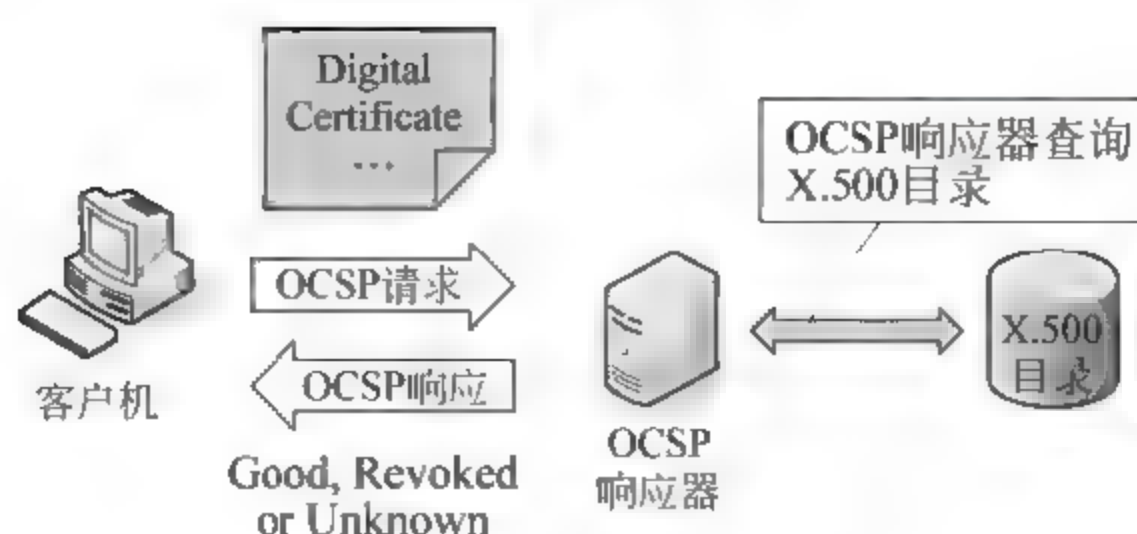 Digital
Certificate
...
OCSP响应器查询
X.500目录
OCSP请求
X.500
目录
OCSP响应
客户机
OCSP
响应器
Good, Revoked
or Unknown